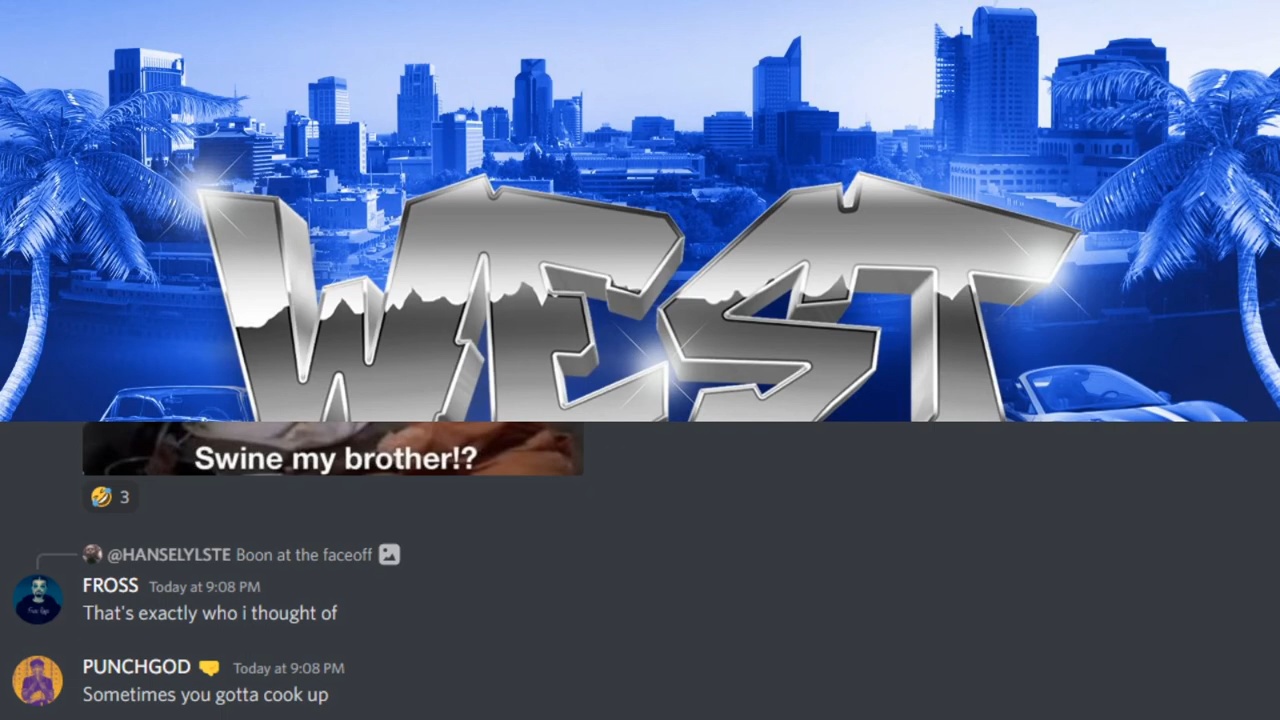 WEST
Swine my brother!?
3
@HANSELYLSTE Boon at the faceoff
FROSS Today at 9:08 PM
That's exactly who i thought of
PUNCHGOD Today at 9:08 PM
Sometimes you gotta cook up